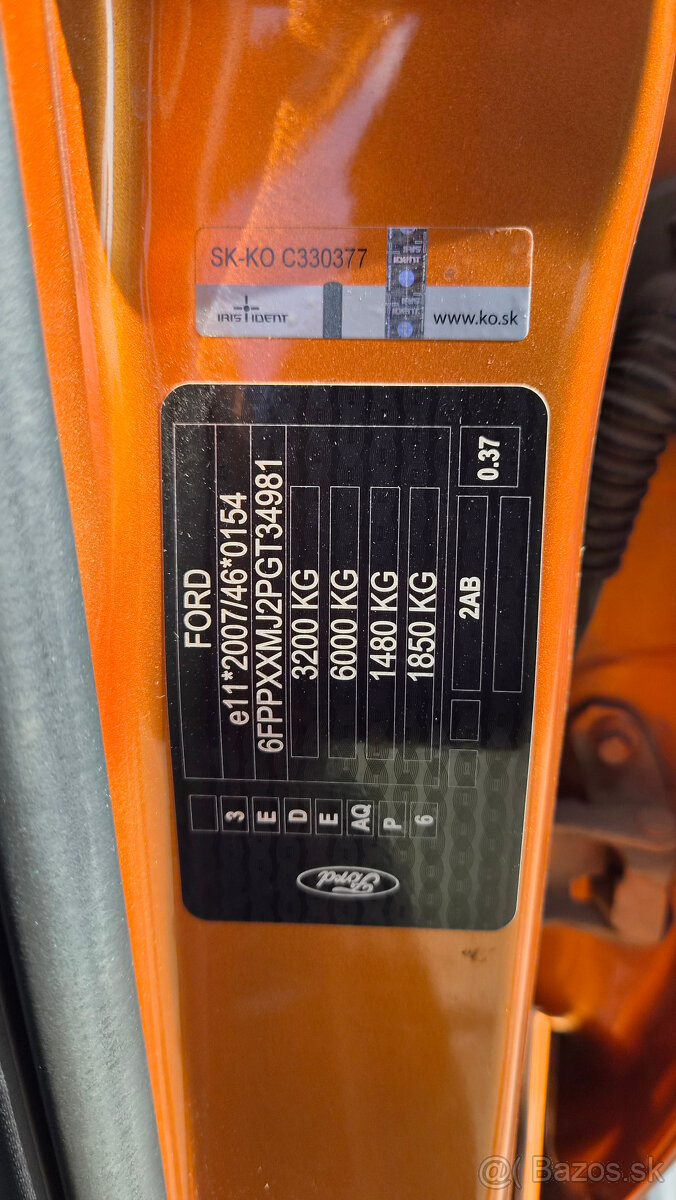 SK-KO C330377
IRIS IDENT
www.ko.sk
FORD
e11*2007/46*0154
6FPPXXMJ2PGT34981
3200 KG
6000 KG
1480 KG
1850 KG
2AB
0.37
3
E
D
E
AQ
P
6
Ford
@ Bazos.sk